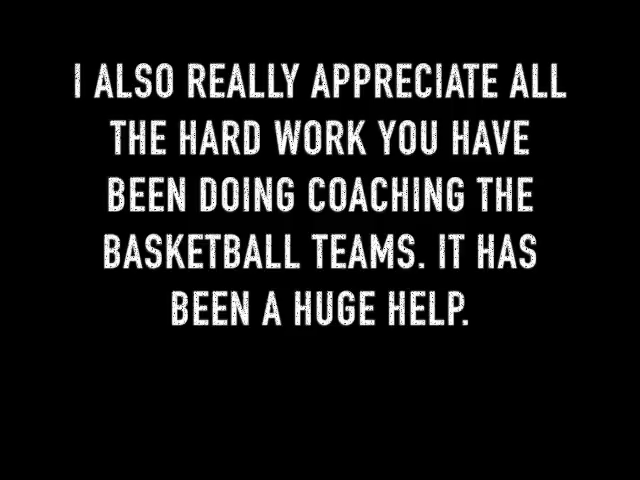 I ALSO REALLY APPRECIATE ALL
THE HARD WORK YOU HAVE
BEEN DOING COACHING THE
BASKETBALL TEAMS. IT HAS
BEEN A HUGE HELP.